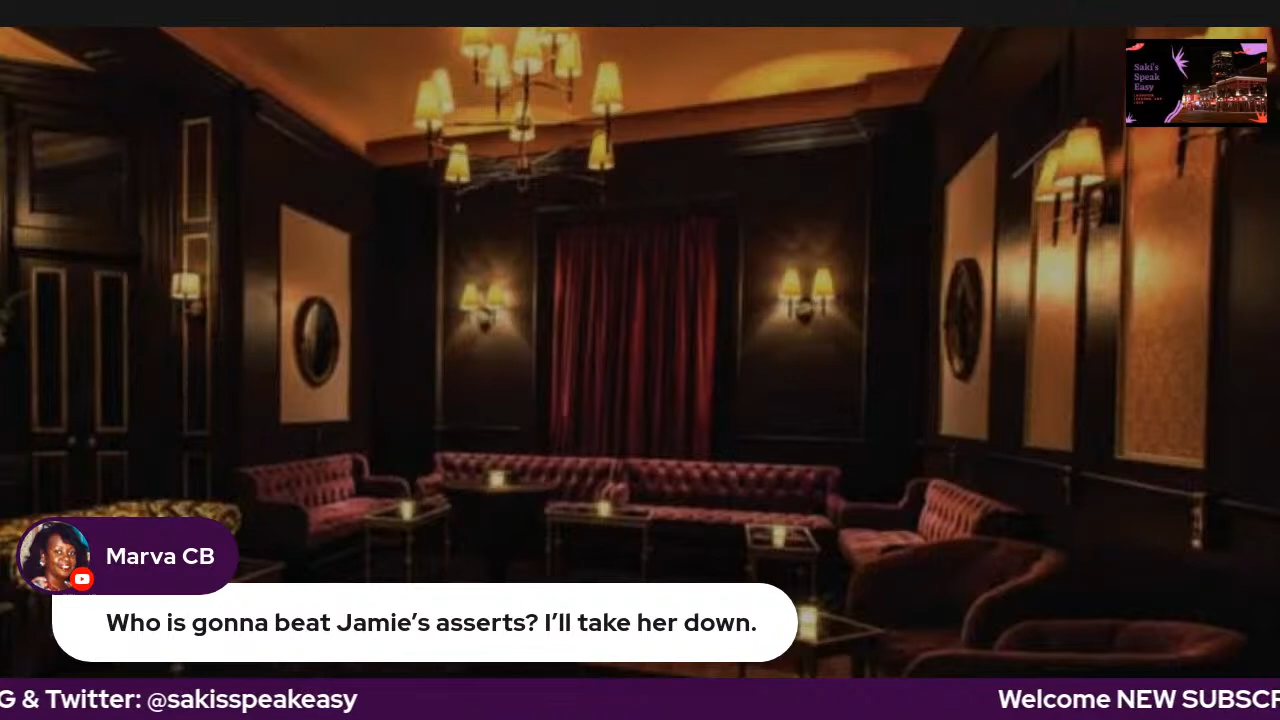 Saki's
Speak
Easy
Marva CB
Who is gonna beat Jamie’s asserts? I’ll take her down.
G & Twitter: @sakisspeakeasy
Welcome NEW SUBSCR